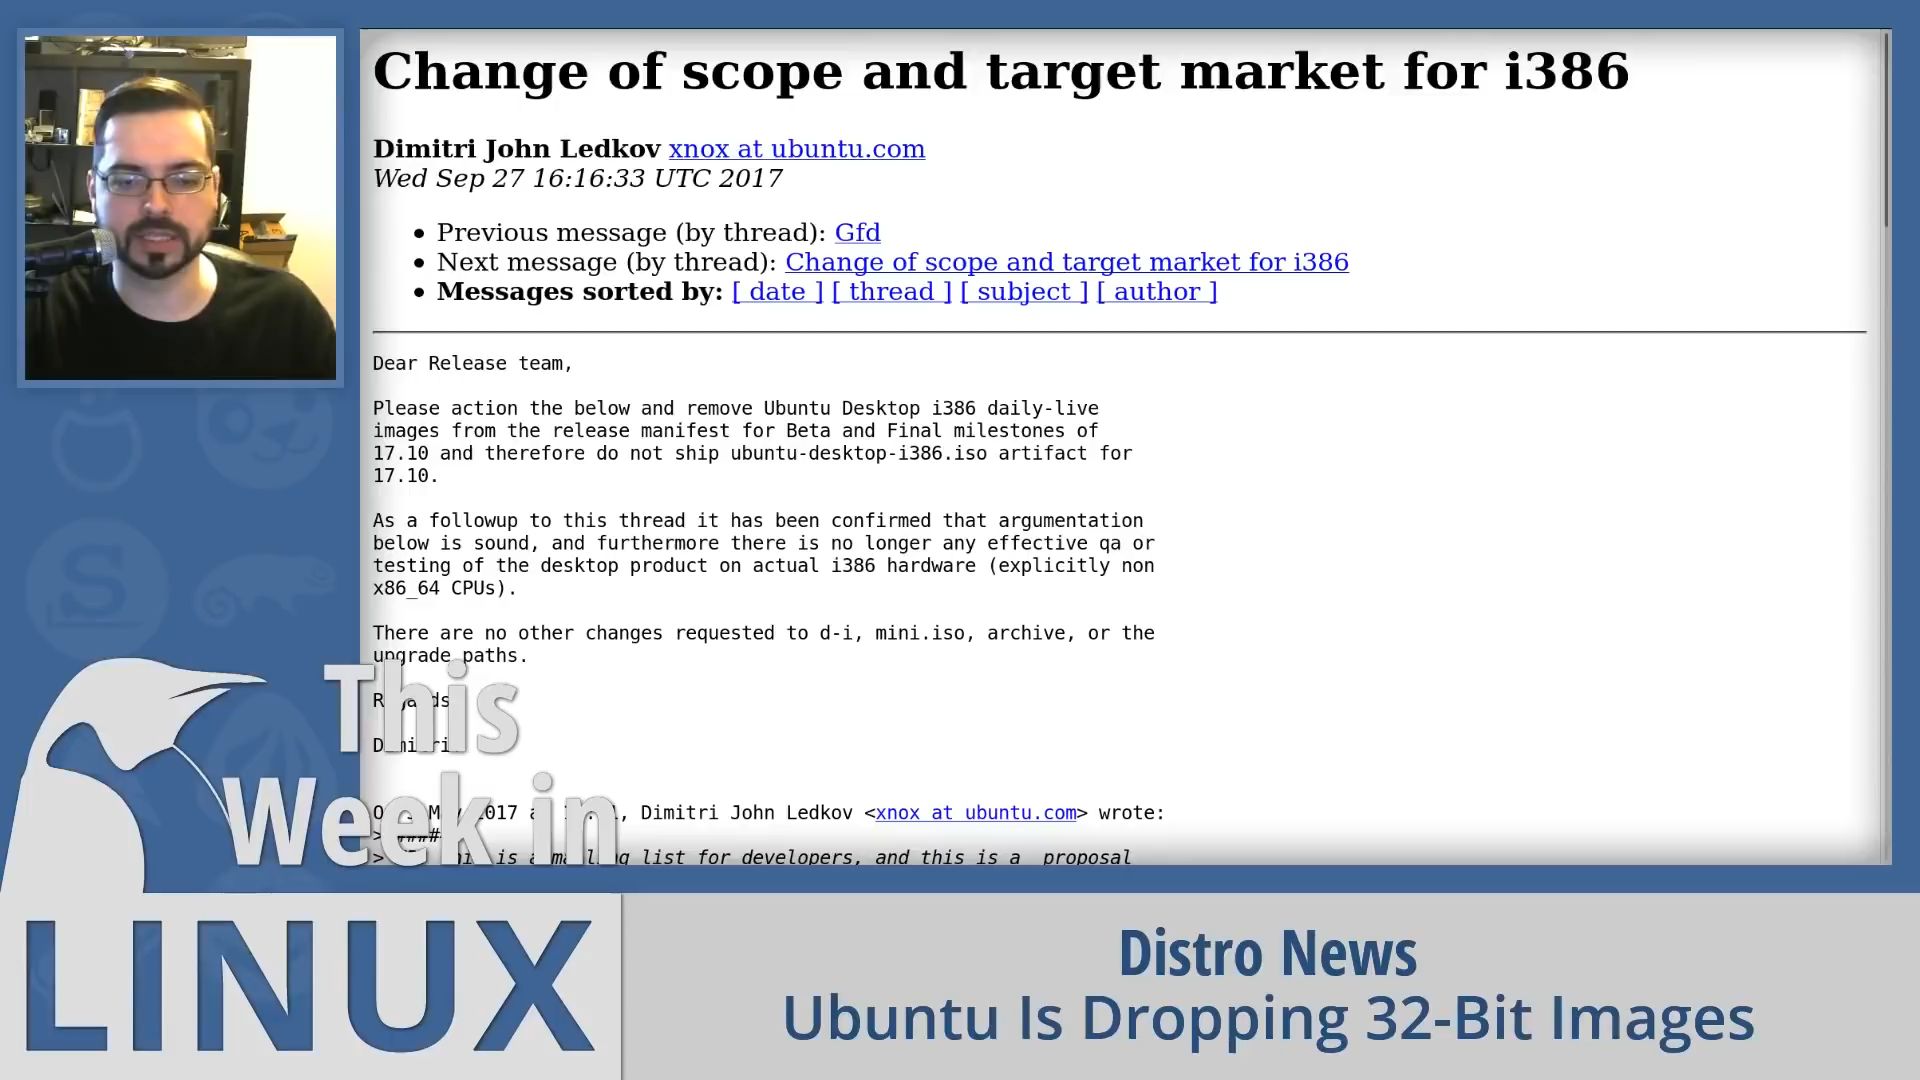 Change of scope and target market for i386
Dimitri John Ledkov xnox at ubuntu.com
Wed Sep 27 16:16:33 UTC 2017
• Previous message (by thread): Gfd
• Next message (by thread): Change of scope and target market for i386
• Messages sorted by: [ date ] [ thread ] [ subject ] [ author ]
Dear Release team,
Please action the below and remove Ubuntu Desktop i386 daily-live
images from the release manifest for Beta and Final milestones of
17.10 and therefore do not ship ubuntu-desktop-i386.iso artifact for
17.10.
As a followup to this thread it has been confirmed that argumentation
below is sound, and furthermore there is no longer any effective qa or
testing of the desktop product on actual i386 hardware (explicitly non
x86_64 CPUs).
There are no other changes requested to d-i, mini.iso, archive, or the
upgrade paths.
Regards
Dimitri
2017 , Dimitri John Ledkov <xnox at ubuntu.com> wrote:
is a mailing list for developers, and this is a proposal
This
Week in
LINUX
Distro News
Ubuntu Is Dropping 32-Bit Images